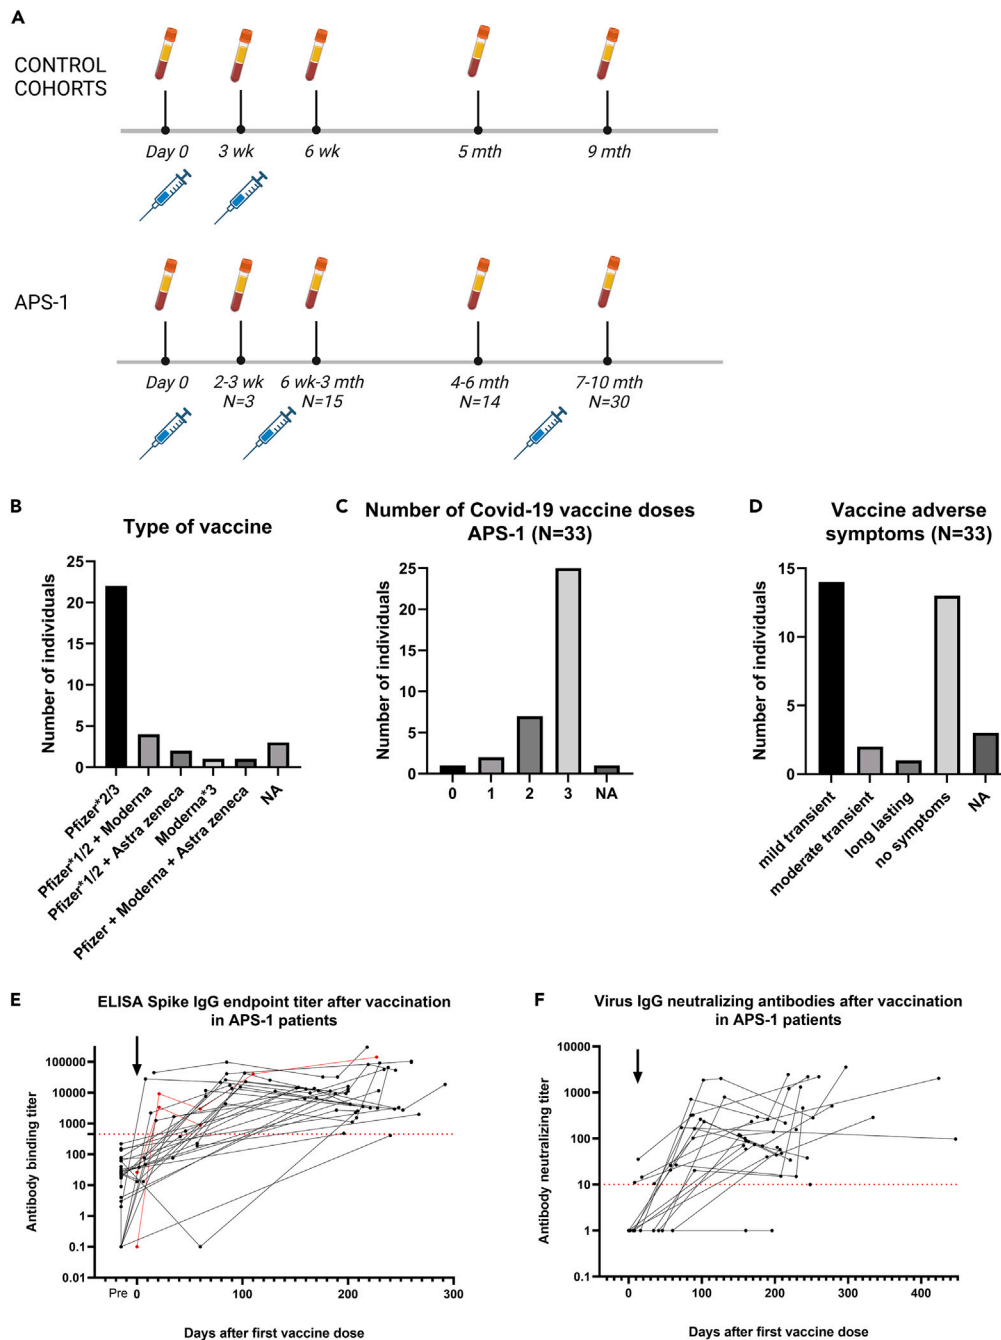 A
CONTROL
COHORTS
Day 0
3 wk
6 wk
5 mth
9 mth
APS-1
Day 0
2-3 wk
N=3
6 wk-3 mth
N=15
4-6 mth
N=14
7-10 mth
N=30
B
Type of vaccine
Number of individuals
25
20
15
10
5
0
Pfizer*2/3
Pfizer*1/2 + Moderna
Pfizer*1/2 + Astra zeneca
Moderna*3
Pfizer + Moderna + Astra zeneca
NA
C
Number of Covid-19 vaccine doses
APS-1 (N=33)
Number of individuals
25
20
15
10
5
0
0
1
2
3
NA
D
Vaccine adverse
symptoms (N=33)
Number of individuals
15
10
5
0
mild transient
moderate transient
long lasting
no symptoms
NA
E
ELISA Spike IgG endpoint titer after vaccination
in APS-1 patients
Antibody binding titer
100000
10000
1000
100
10
1
0.1
0.01
Pre
0
100
200
300
Days after first vaccine dose
F
Virus IgG neutralizing antibodies after vaccination
in APS-1 patients
Antibody neutralizing titer
10000
1000
100
10
1
0.1
0
100
200
300
400
Days after first vaccine dose